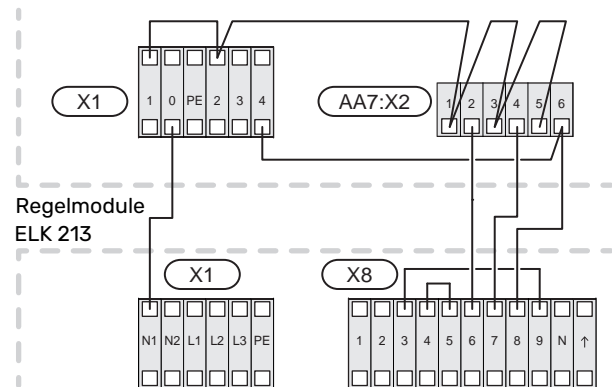 X1
1 0 PE 2 3 4
AA7:X2
1 2 3 4 5 6
Regelmodule
ELK 213
X1
N1 N2 L1 L2 L3 PE
X8
1 2 3 4 5 6 7 8 9 N ↑